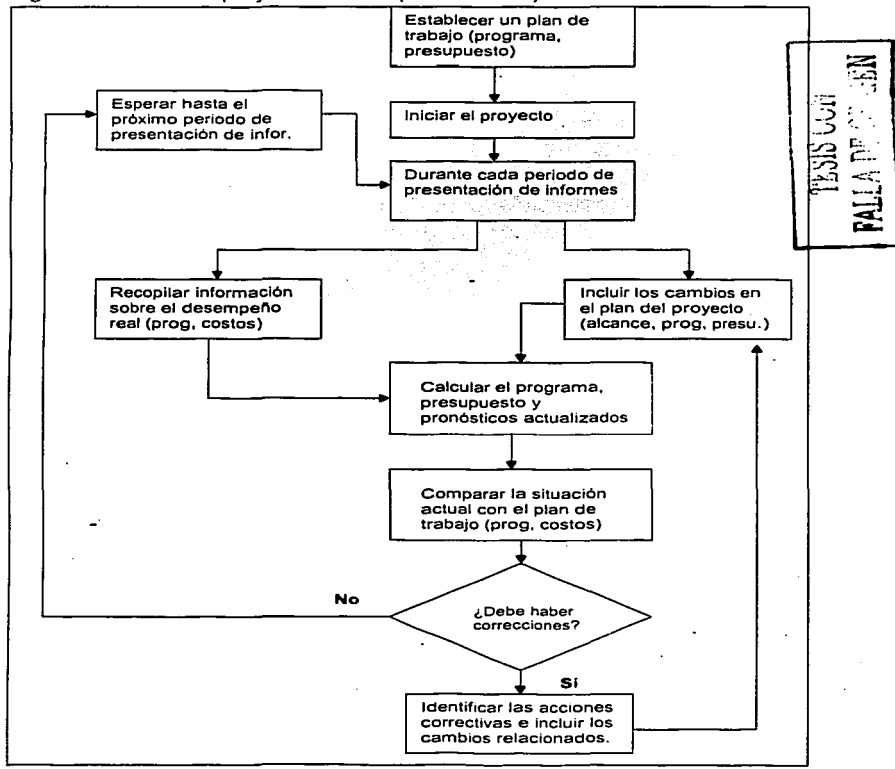 Establecer un plan de
trabajo (programa,
presupuesto)
Esperar hasta el
próximo periodo de
presentación de infor.
Iniciar el proyecto
Durante cada periodo de
presentación de informes
Recopilar información
sobre el desempeño
real (prog, costos)
Incluir los cambios en
el plan del proyecto
(alcance, prog, presu.)
Calcular el programa,
presupuesto y
pronósticos actualizados
Comparar la situación
actual con el plan de
trabajo (prog, costos)
No
¿Debe haber
correcciones?
Sí
Identificar las acciones
correctivas e incluir los
cambios relacionados.
TESIS CON
FALLA DE